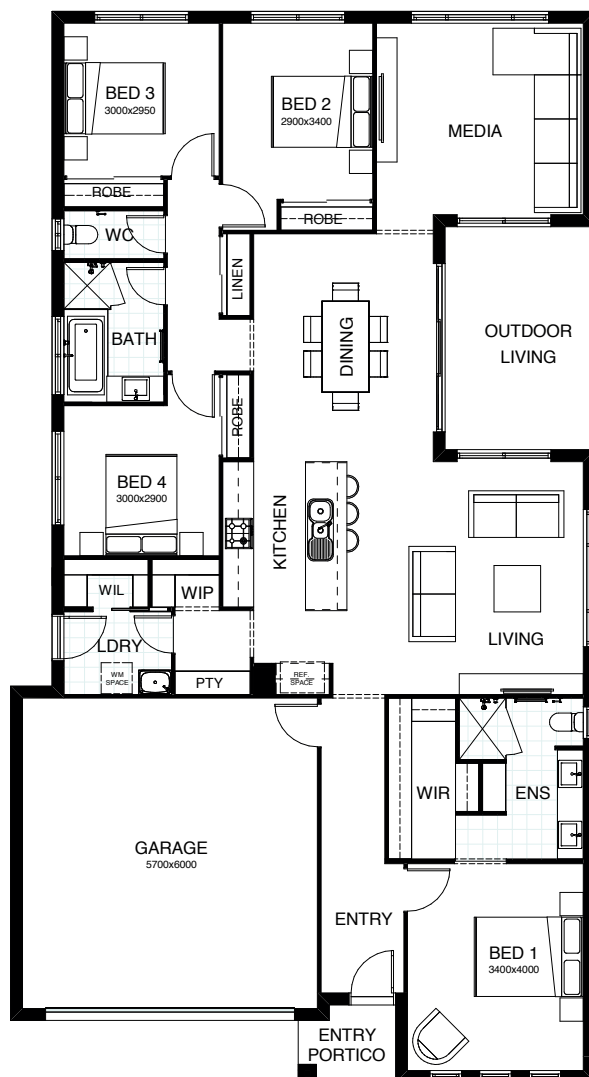 BED 3
3000x2950
BED 2
2900x3400
MEDIA
ROBE
ROBE
WC
LINEN
BATH
DINING
OUTDOOR
LIVING
ROBE
BED 4
3000x2900
KITCHEN
WIL
WIP
LDRY
LIVING
WM
SPACE
PTY
REF.
SPACE
WIR
ENS
GARAGE
5700x6000
ENTRY
BED 1
3400x4000
ENTRY
PORTICO